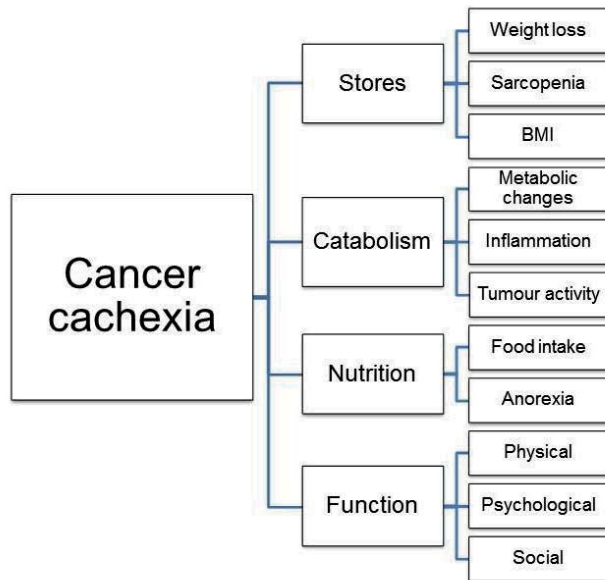 Cancer
cachexia
Stores
Weight loss
Sarcopenia
BMI
Catabolism
Metabolic
changes
Inflammation
Tumour activity
Nutrition
Food intake
Anorexia
Function
Physical
Psychological
Social